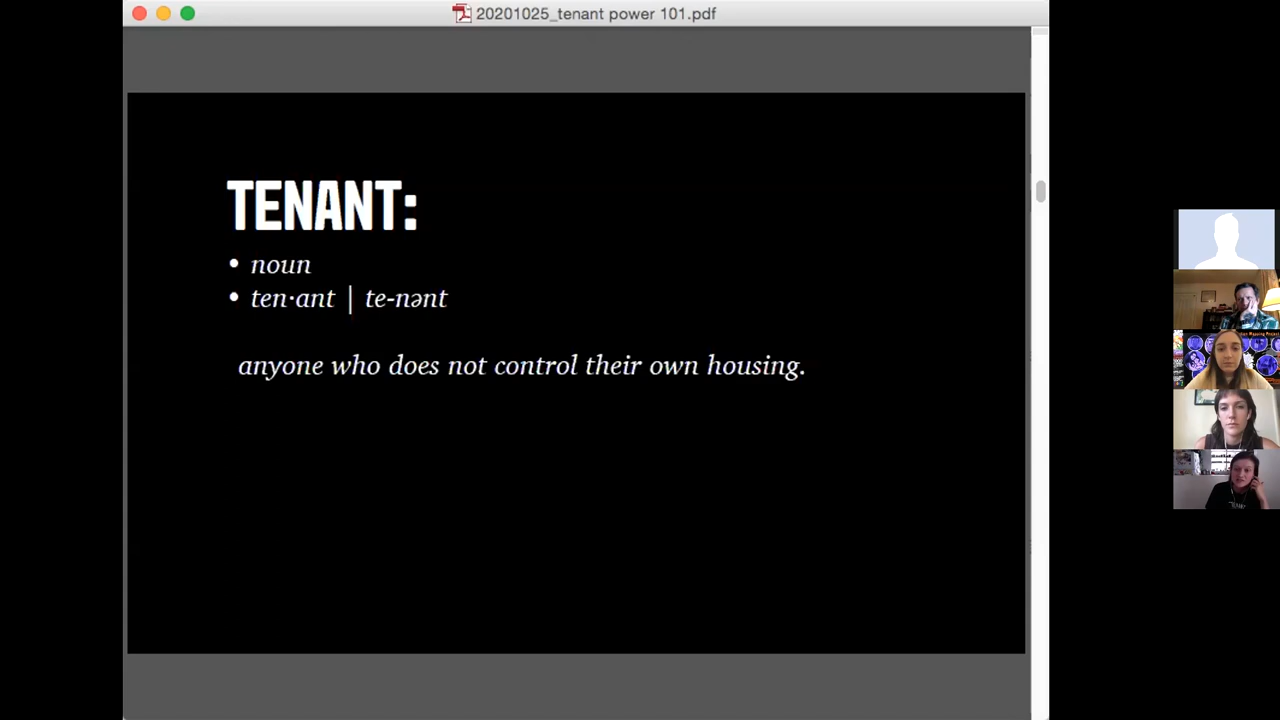 20201025_tenant power 101.pdf
TENANT:
• noun
• ten·ant | te-nənt
anyone who does not control their own housing.